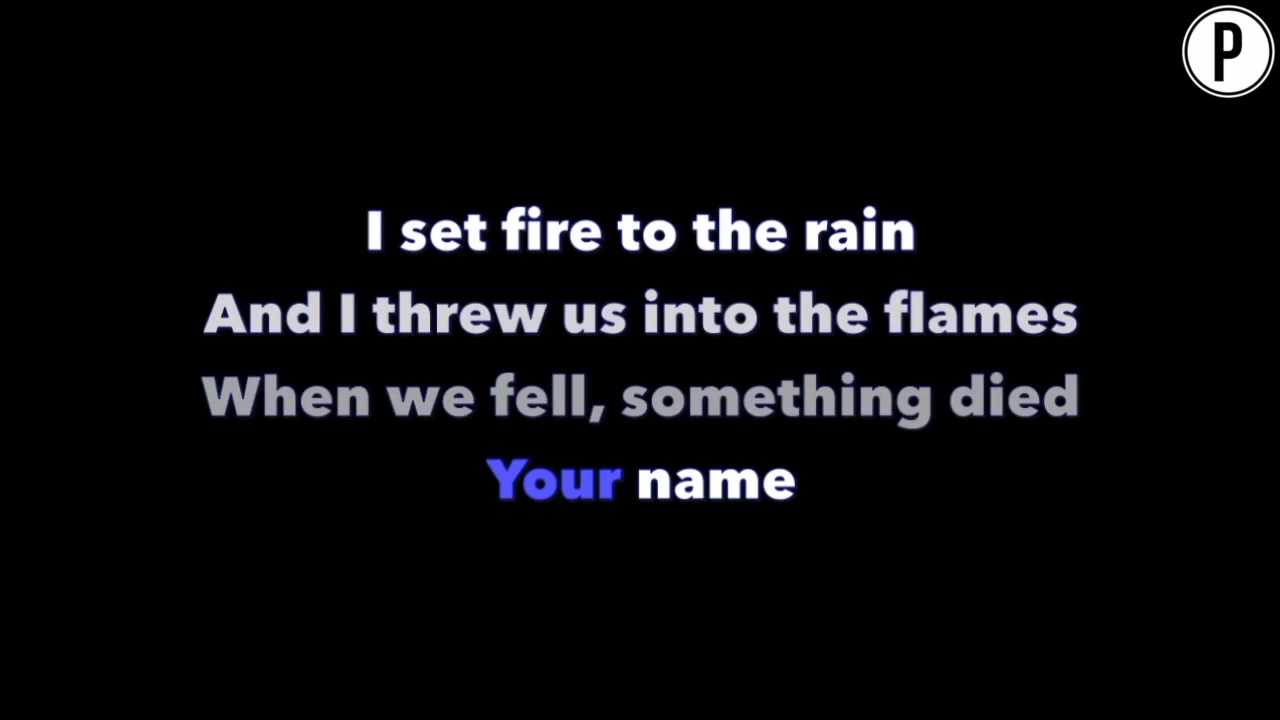 P
I set fire to the rain
And I threw us into the flames
When we fell, something died
Your name